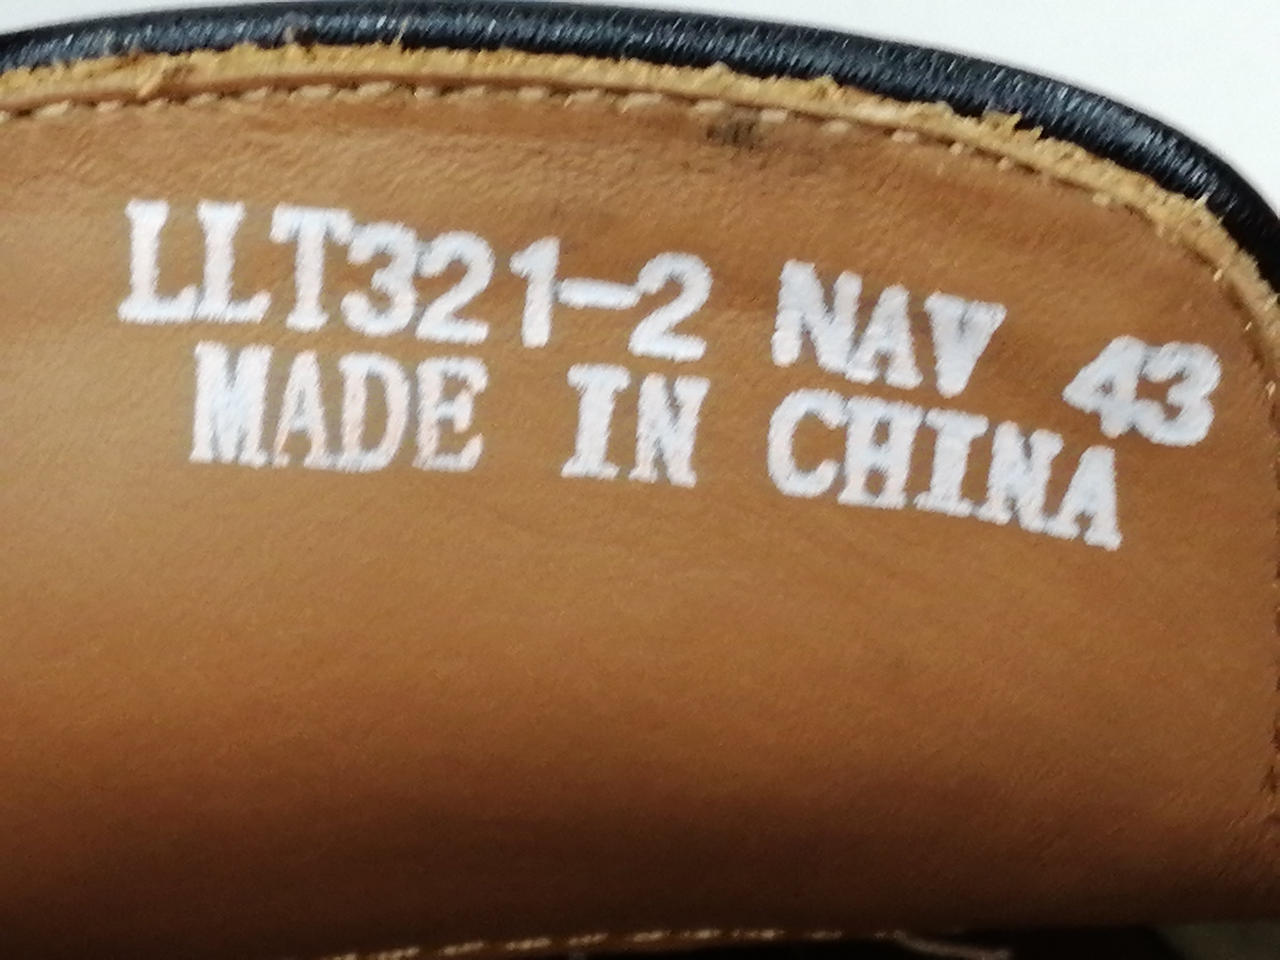 LLT321-2 NAV 43
MADE IN CHINA